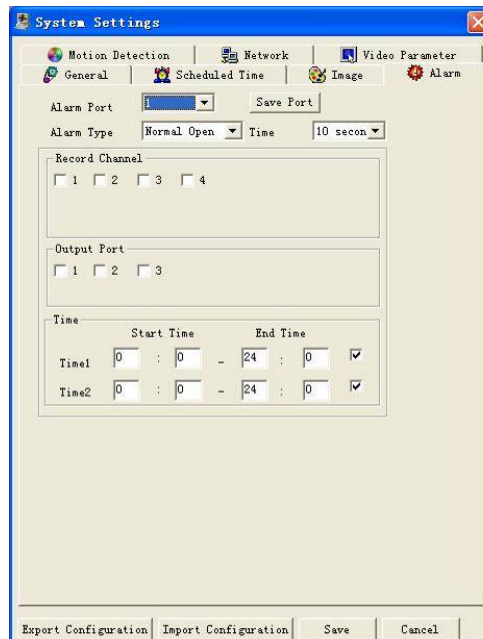 System Settings
Motion Detection Network Video Parameter
General Scheduled Time Image Alarm
Alarm Port 1 Save Port
Alarm Type Normal Open Time 10 secon
Record Channel
1 2 3 4
Output Port
1 2 3
Time
Start Time End Time
Time1 0 : 0 - 24 : 0
Time2 0 : 0 - 24 : 0
Export Configuration Import Configuration Save Cancel